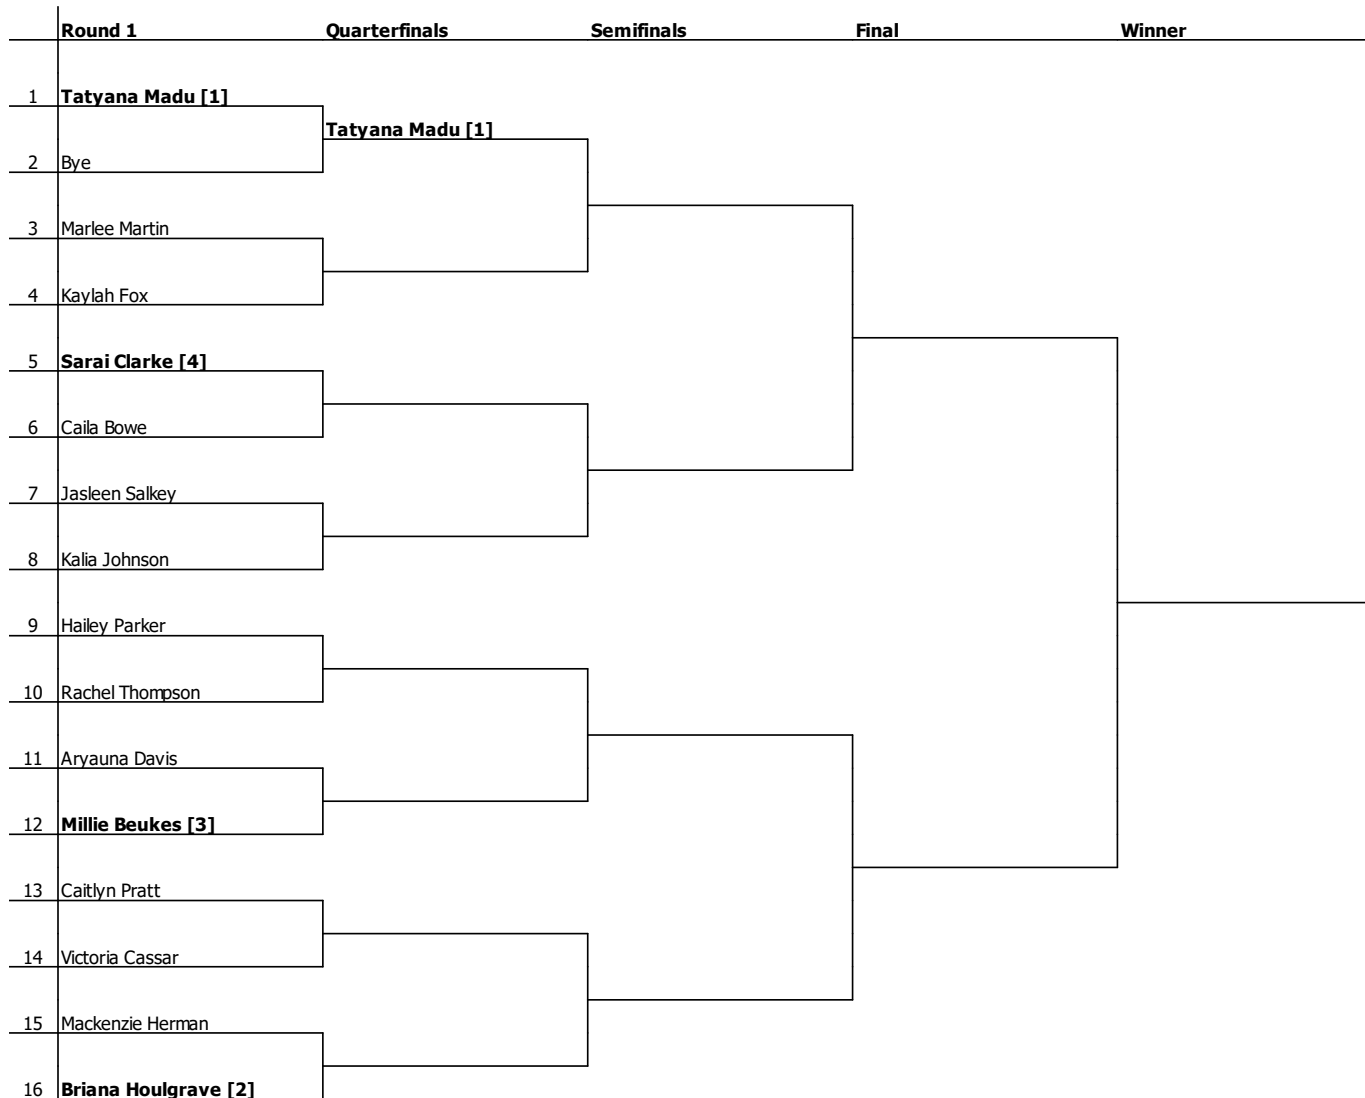 Round 1 Quarterfinals Semifinals Final Winner
1 Tatyana Madu [1]
Tatyana Madu [1]
2 Bye
3 Marlee Martin
4 Kaylah Fox
5 Sarai Clarke [4]
6 Caila Bowe
7 Jasleen Salkey
8 Kalia Johnson
9 Hailey Parker
10 Rachel Thompson
11 Aryauna Davis
12 Millie Beukes [3]
13 Caitlyn Pratt
14 Victoria Cassar
15 Mackenzie Herman
16 Briana Houlgrave [2]